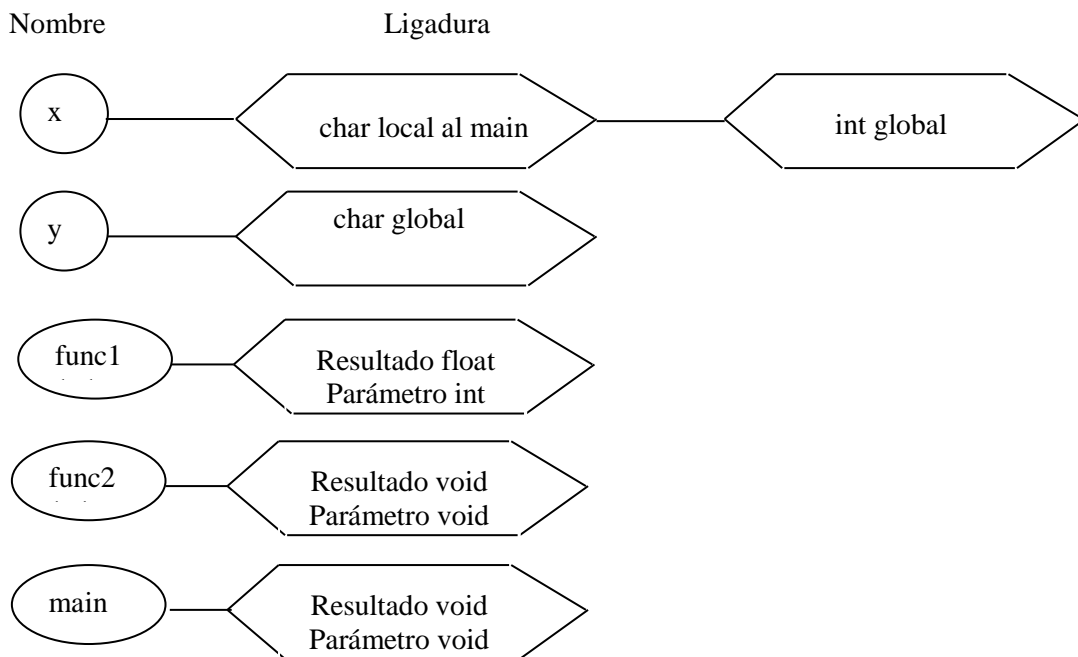 Nombre Ligadura
x char local al main int global
y char global
func1 Resultado float
Parámetro int
func2 Resultado void
Parámetro void
main Resultado void
Parámetro void